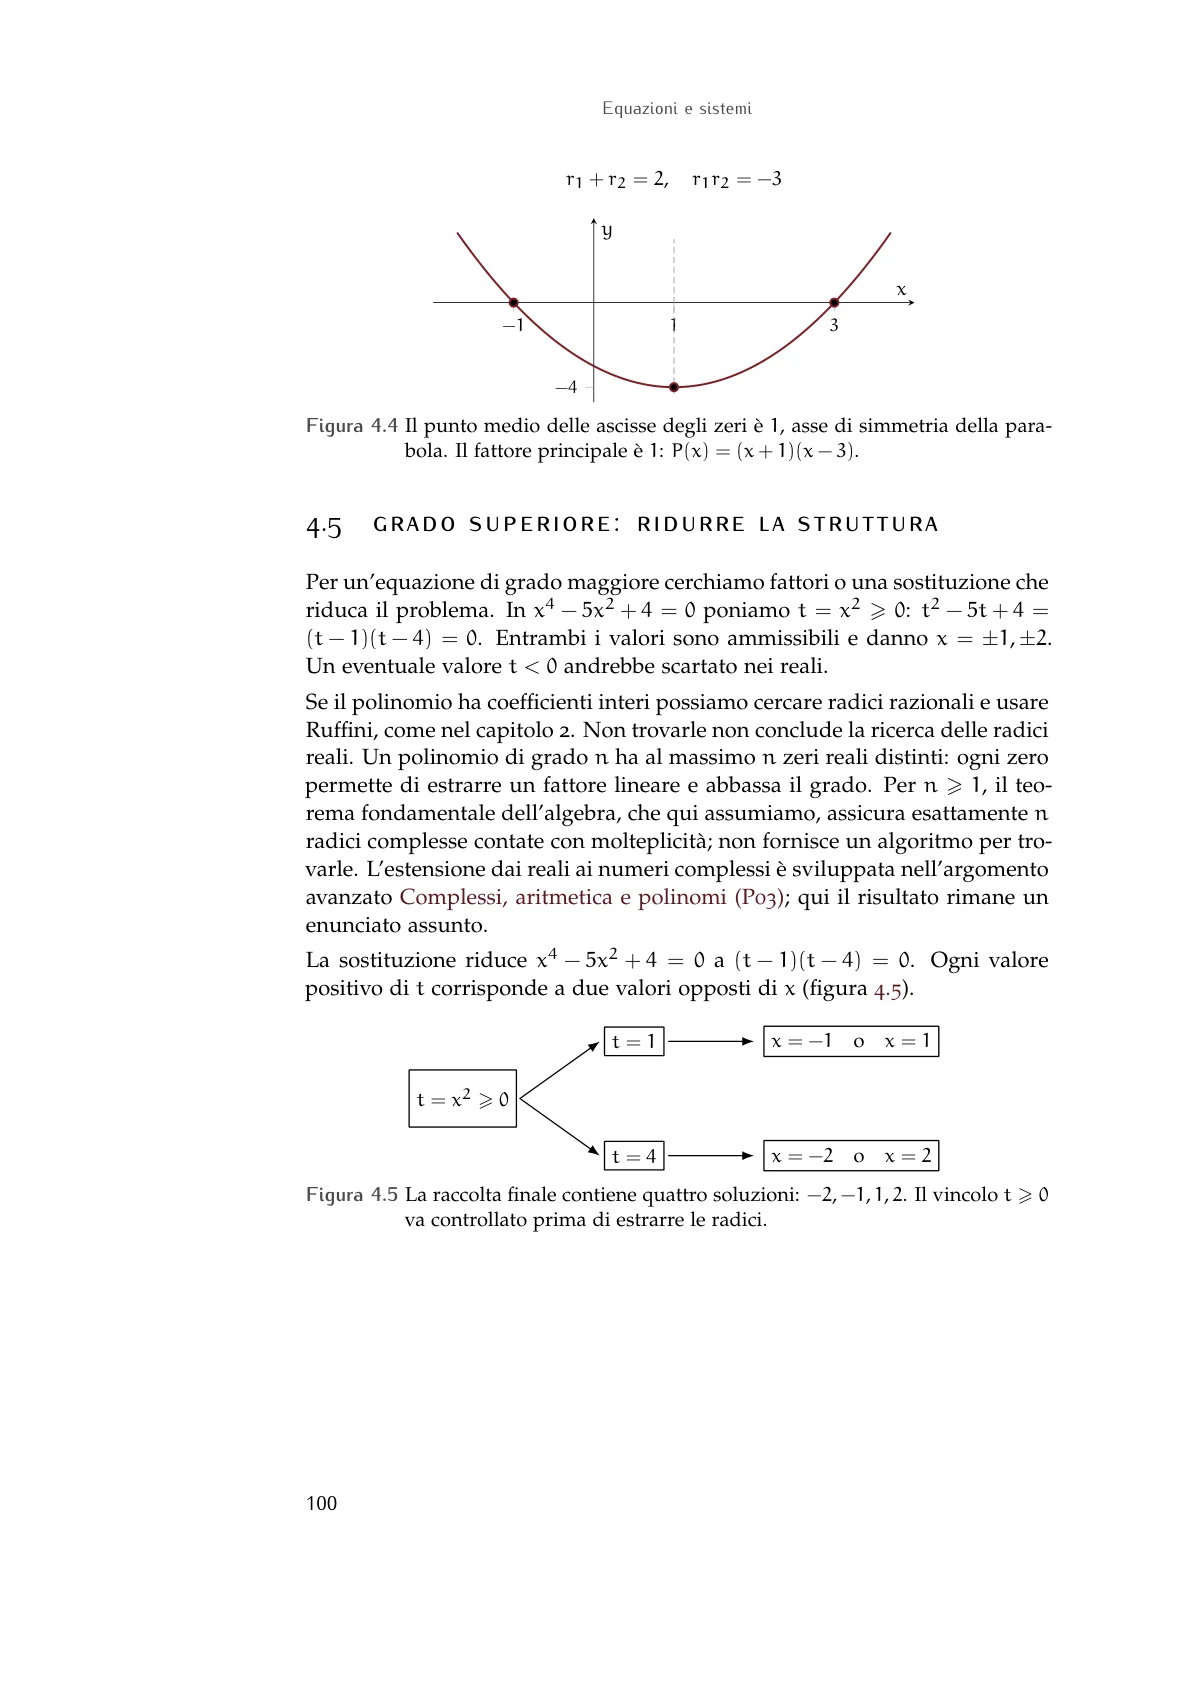 Equazioni e sistemi
r₁ + r₂ = 2, r₁r₂ = −3
y
x
−1
1
3
−4
Figura 4.4 Il punto medio delle ascisse degli zeri è 1, asse di simmetria della para-
bola. Il fattore principale è 1: P(x) = (x + 1)(x − 3).
4.5 GRADO SUPERIORE: RIDURRE LA STRUTTURA
Per un'equazione di grado maggiore cerchiamo fattori o una sostituzione che
riduca il problema. In x⁴ − 5x² + 4 = 0 poniamo t = x² ⩾ 0: t² − 5t + 4 =
(t − 1)(t − 4) = 0. Entrambi i valori sono ammissibili e danno x = ±1, ±2.
Un eventuale valore t < 0 andrebbe scartato nei reali.
Se il polinomio ha coefficienti interi possiamo cercare radici razionali e usare
Ruffini, come nel capitolo 2. Non trovarle non conclude la ricerca delle radici
reali. Un polinomio di grado n ha al massimo n zeri reali distinti: ogni zero
permette di estrarre un fattore lineare e abbassa il grado. Per n ⩾ 1, il teo-
rema fondamentale dell'algebra, che qui assumiamo, assicura esattamente n
radici complesse contate con molteplicità; non fornisce un algoritmo per tro-
varle. L'estensione dai reali ai numeri complessi è sviluppata nell'argomento
avanzato Complessi, aritmetica e polinomi (P03); qui il risultato rimane un
enunciato assunto.
La sostituzione riduce x⁴ − 5x² + 4 = 0 a (t − 1)(t − 4) = 0. Ogni valore
positivo di t corrisponde a due valori opposti di x (figura 4.5).
t = 1
x = −1 o x = 1
t = x² ⩾ 0
t = 4
x = −2 o x = 2
Figura 4.5 La raccolta finale contiene quattro soluzioni: −2, −1, 1, 2. Il vincolo t ⩾ 0
va controllato prima di estrarre le radici.
100